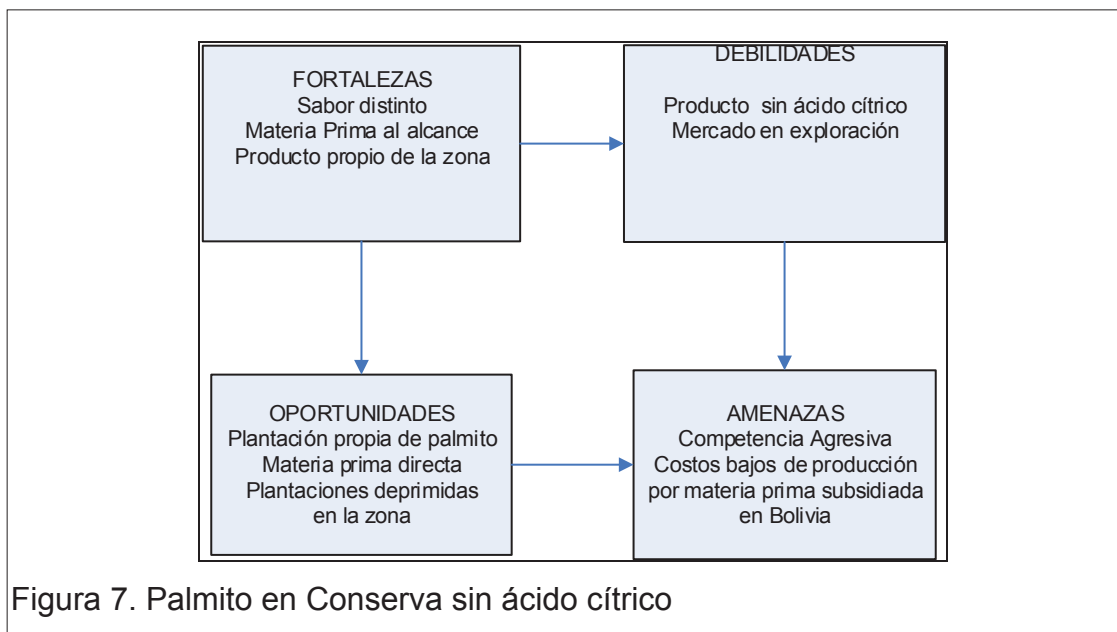 FORTALEZAS
Sabor distinto
Materia Prima al alcance
Producto propio de la zona
DEBILIDADES
Producto sin ácido cítrico
Mercado en exploración
OPORTUNIDADES
Plantación propia de palmito
Materia prima directa
Plantaciones deprimidas
en la zona
AMENAZAS
Competencia Agresiva
Costos bajos de producción
por materia prima subsidiada
en Bolivia
Figura 7. Palmito en Conserva sin ácido cítrico